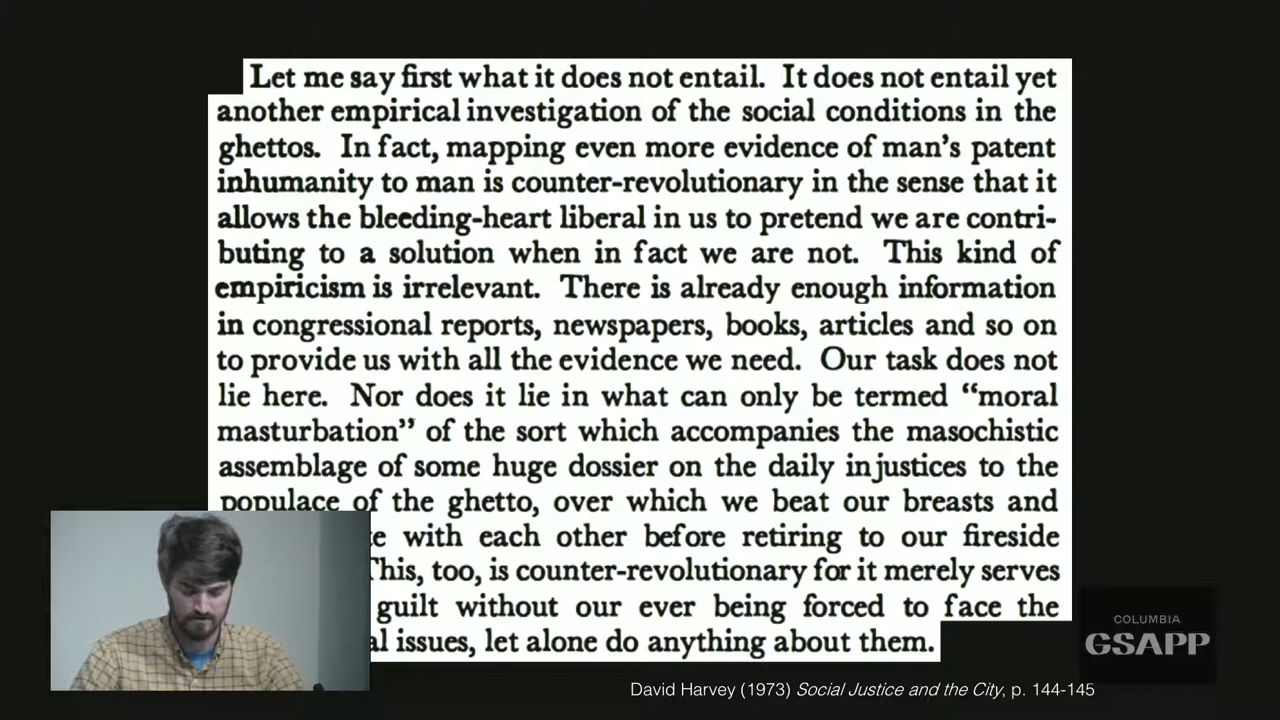 Let me say first what it does not entail. It does not entail yet
another empirical investigation of the social conditions in the
ghettos. In fact, mapping even more evidence of man's patent
inhumanity to man is counter-revolutionary in the sense that it
allows the bleeding-heart liberal in us to pretend we are contri-
buting to a solution when in fact we are not. This kind of
empiricism is irrelevant. There is already enough information
in congressional reports, newspapers, books, articles and so on
to provide us with all the evidence we need. Our task does not
lie here. Nor does it lie in what can only be termed “moral
masturbation” of the sort which accompanies the masochistic
assemblage of some huge dossier on the daily injustices to the
populace of the ghetto, over which we beat our breasts and
with each other before retiring to our fireside
This, too, is counter-revolutionary for it merely serves
guilt without our ever being forced to face the
issues, let alone do anything about them.
COLUMBIA
GSAPP
David Harvey (1973) Social Justice and the City, p. 144-145